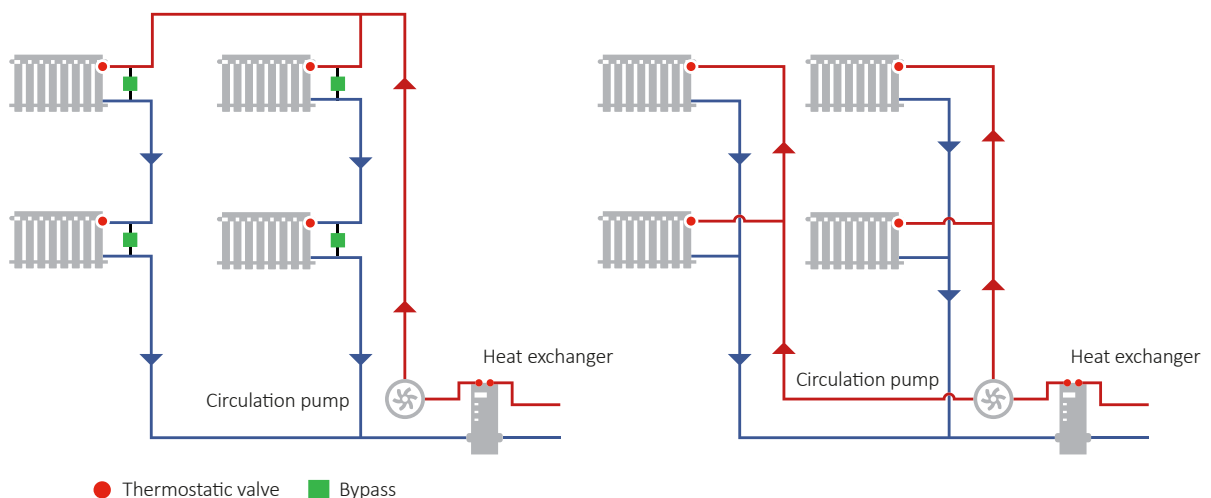 Heat exchanger
Circulation pump
Heat exchanger
Circulation pump
Thermostatic valve
Bypass